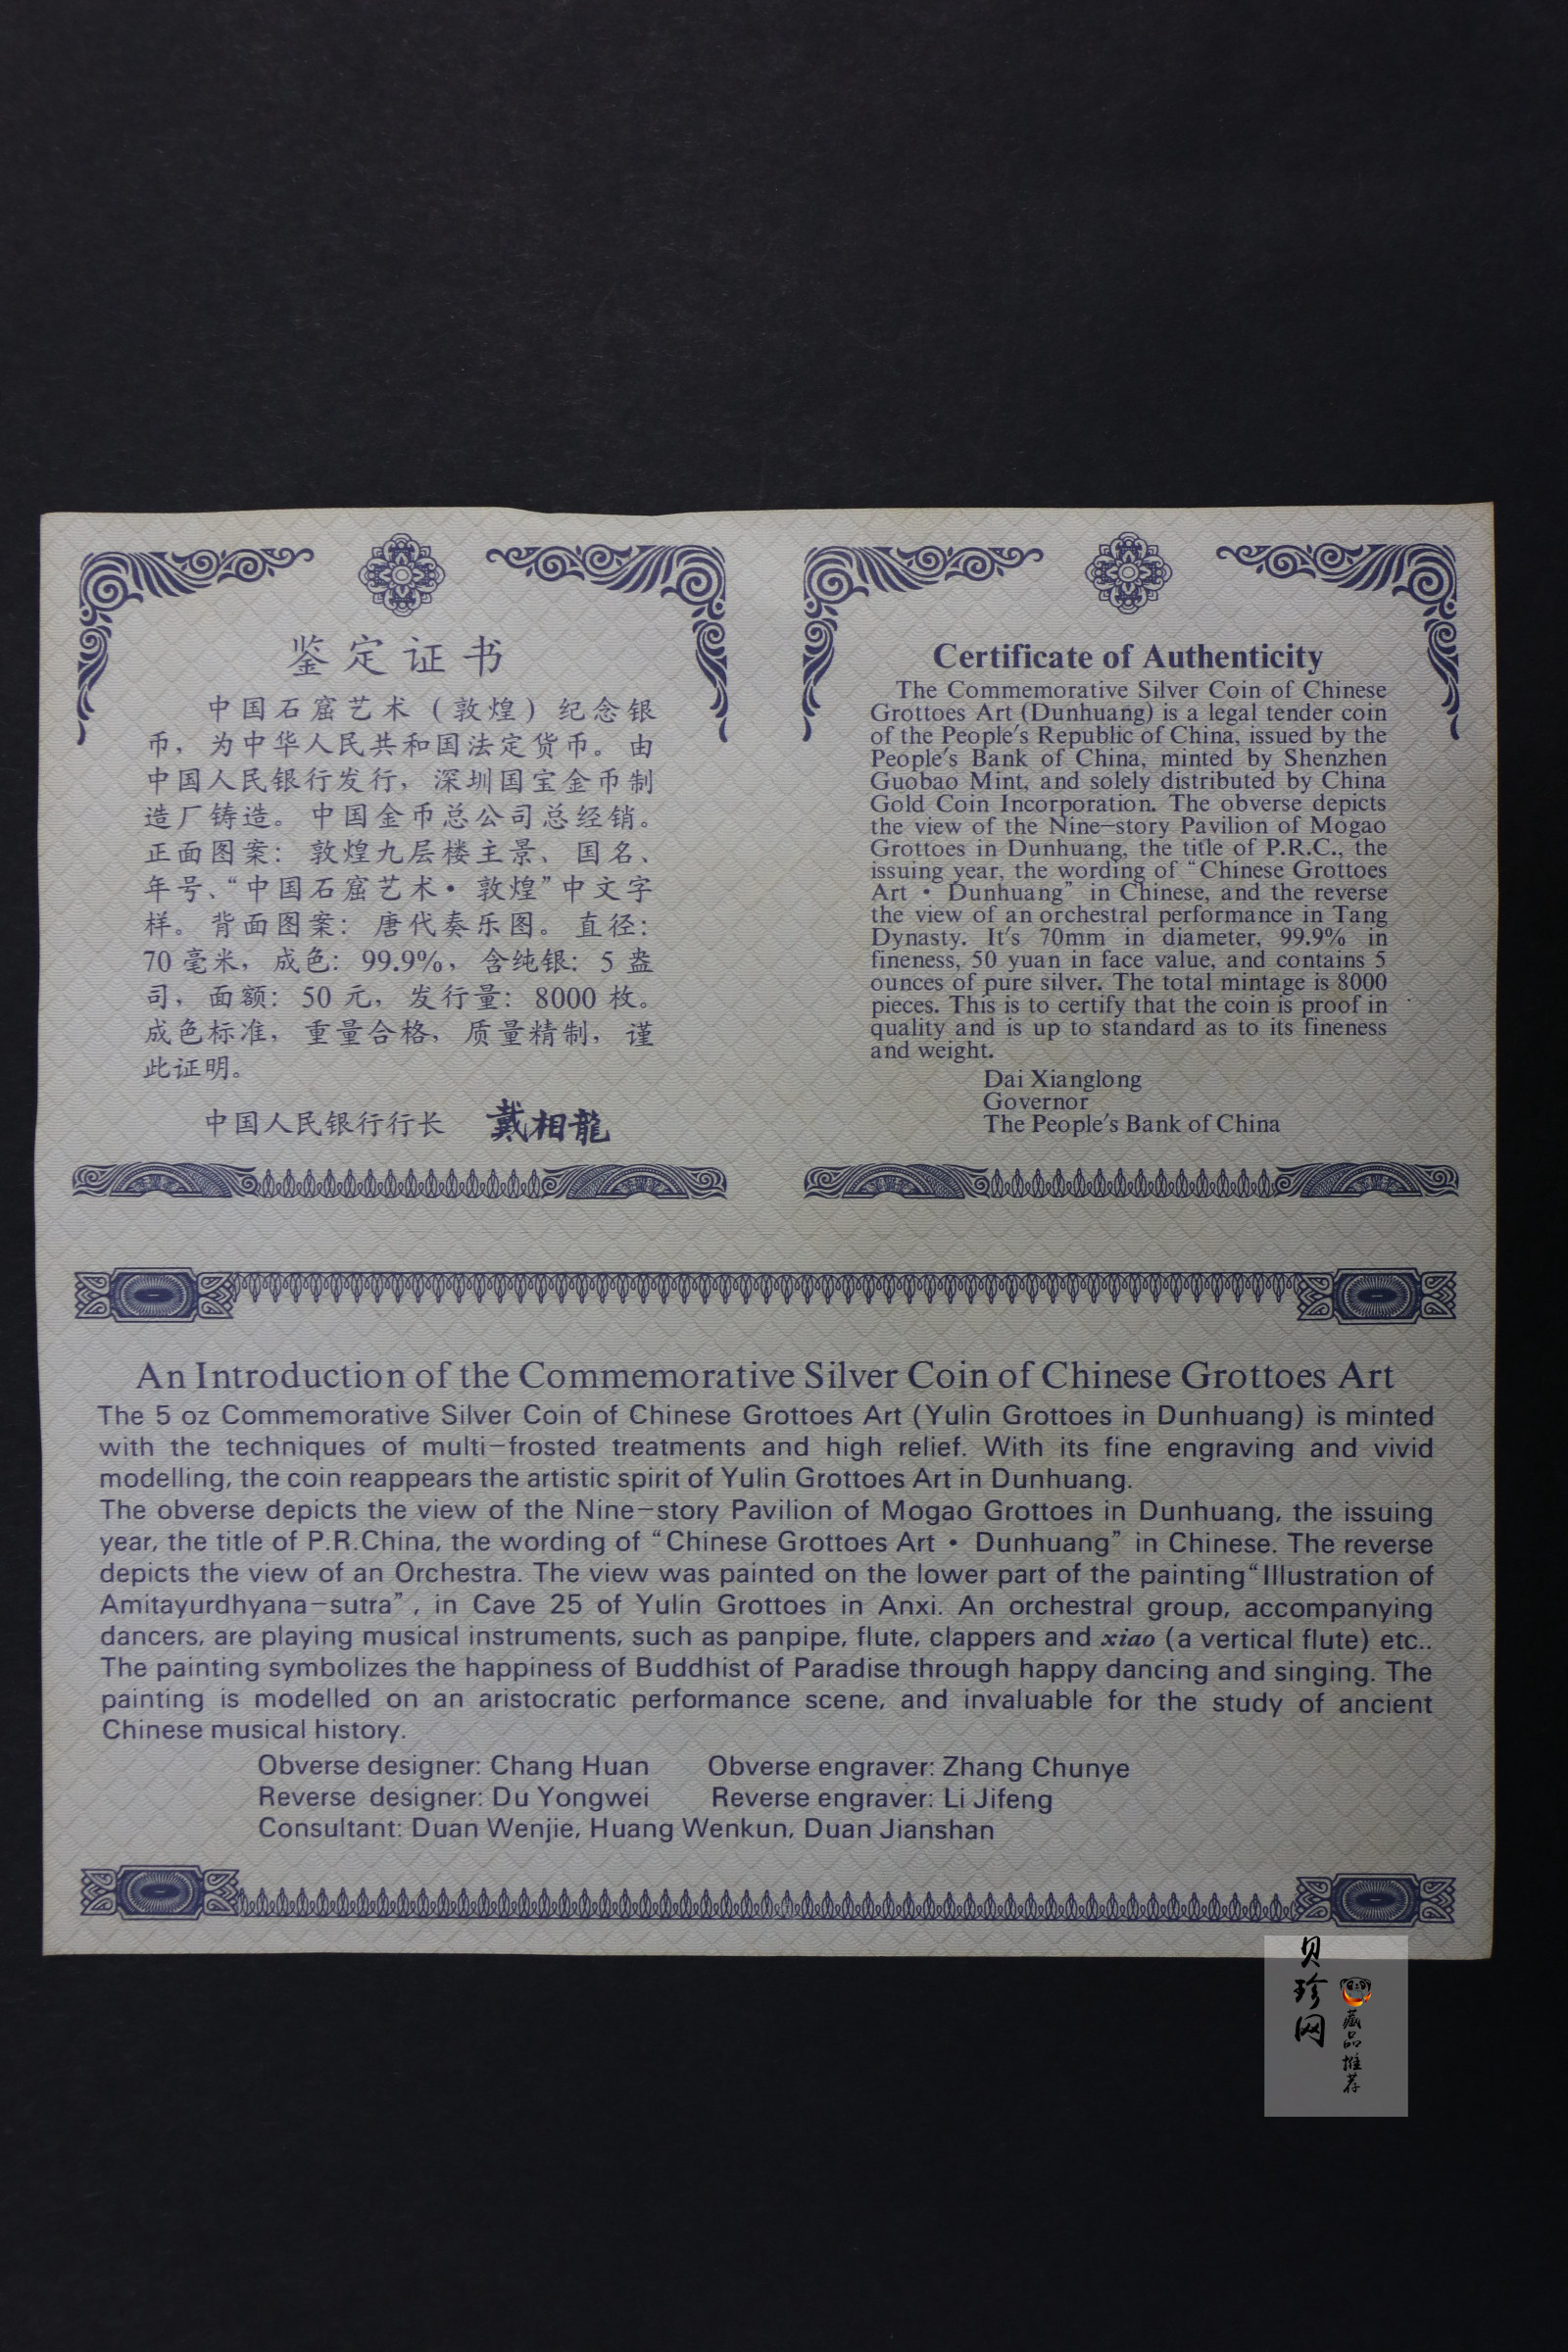 鉴定证书
中国石窟艺术（敦煌）纪念银
币，为中华人民共和国法定货币。由
中国人民银行发行，深圳国宝金币制
造厂铸造。中国金币总公司总经销。
正面图案：敦煌九层楼主景、国名、
年号、“中国石窟艺术·敦煌”中文字
样。背面图案：唐代奏乐图。直径：
70 毫米，成色：99.9%，含纯银：5 盎
司，面额：50 元，发行量：8000 枚。
成色标准，重量合格，质量精制，谨
此证明。
中国人民银行行长 戴相龍
Certificate of Authenticity
The Commemorative Silver Coin of Chinese
Grottoes Art (Dunhuang) is a legal tender coin
of the People's Republic of China, issued by the
People's Bank of China, minted by Shenzhen
Guobao Mint, and solely distributed by China
Gold Coin Incorporation. The obverse depicts
the view of the Nine-story Pavilion of Mogao
Grottoes in Dunhuang, the title of P.R.C., the
issuing year, the wording of “Chinese Grottoes
Art • Dunhuang” in Chinese, and the reverse
the view of an orchestral performance in Tang
Dynasty. It's 70mm in diameter, 99.9% in
fineness, 50 yuan in face value, and contains 5
ounces of pure silver. The total mintage is 8000
pieces. This is to certify that the coin is proof in
quality and is up to standard as to its fineness
and weight.
Dai Xianglong
Governor
The People's Bank of China
An Introduction of the Commemorative Silver Coin of Chinese Grottoes Art
The 5 oz Commemorative Silver Coin of Chinese Grottoes Art (Yulin Grottoes in Dunhuang) is minted
with the techniques of multi-frosted treatments and high relief. With its fine engraving and vivid
modelling, the coin reappears the artistic spirit of Yulin Grottoes Art in Dunhuang.
The obverse depicts the view of the Nine-story Pavilion of Mogao Grottoes in Dunhuang, the issuing
year, the title of P.R.China, the wording of “Chinese Grottoes Art • Dunhuang” in Chinese. The reverse
depicts the view of an Orchestra. The view was painted on the lower part of the painting“Illustration of
Amitayurdhyana-sutra”, in Cave 25 of Yulin Grottoes in Anxi. An orchestral group, accompanying
dancers, are playing musical instruments, such as panpipe, flute, clappers and xiao (a vertical flute) etc..
The painting symbolizes the happiness of Buddhist of Paradise through happy dancing and singing. The
painting is modelled on an aristocratic performance scene, and invaluable for the study of ancient
Chinese musical history.
Obverse designer: Chang Huan Obverse engraver: Zhang Chunye
Reverse designer: Du Yongwei Reverse engraver: Li Jifeng
Consultant: Duan Wenjie, Huang Wenkun, Duan Jianshan
贝珍网
藏品推荐